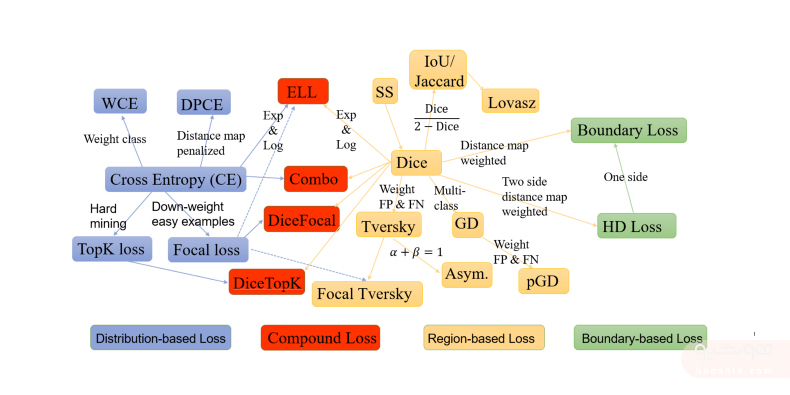 IoU/
Jaccard
ELL
SS
WCE
DPCE
Lovasz
Dice
2 − Dice
Exp
&
Log
Exp
&
Log
Weight class
Distance map
penalized
Boundary Loss
Distance map
weighted
Dice
Cross Entropy (CE)
Combo
One side
Weight
FP & FN
Multi-
class
Two side
distance map
weighted
Hard
mining
Down-weight
easy examples
DiceFocal
Tversky
GD
HD Loss
TopK loss
Focal loss
α + β = 1
Weight
FP & FN
DiceTopK
Focal Tversky
Asym.
pGD
Distribution-based Loss
Compound Loss
Region-based Loss
Boundary-based Loss